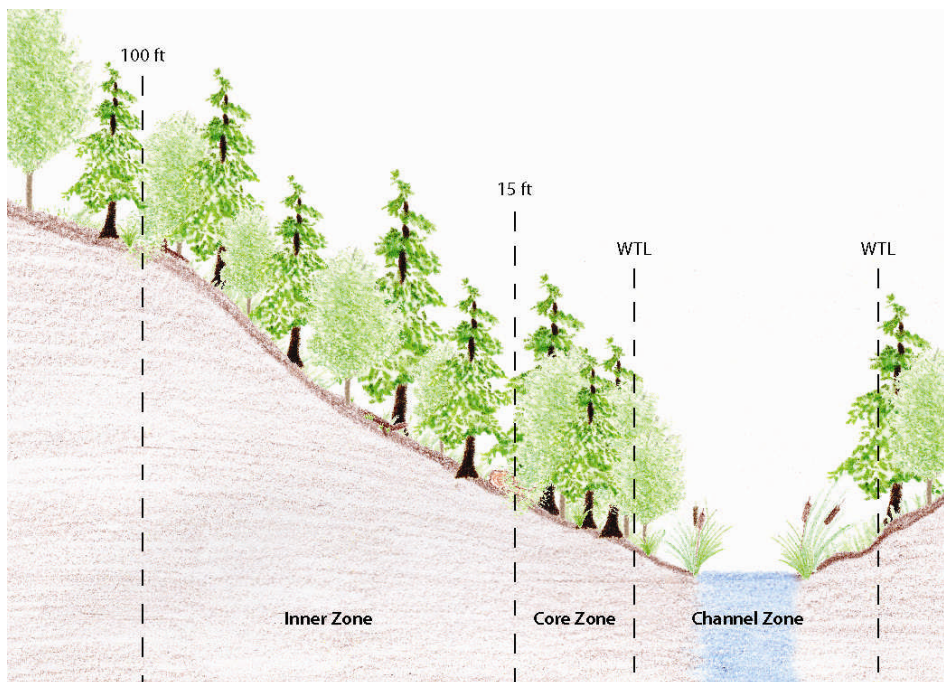 100 ft
15 ft
WTL
WTL
Inner Zone
Core Zone
Channel Zone